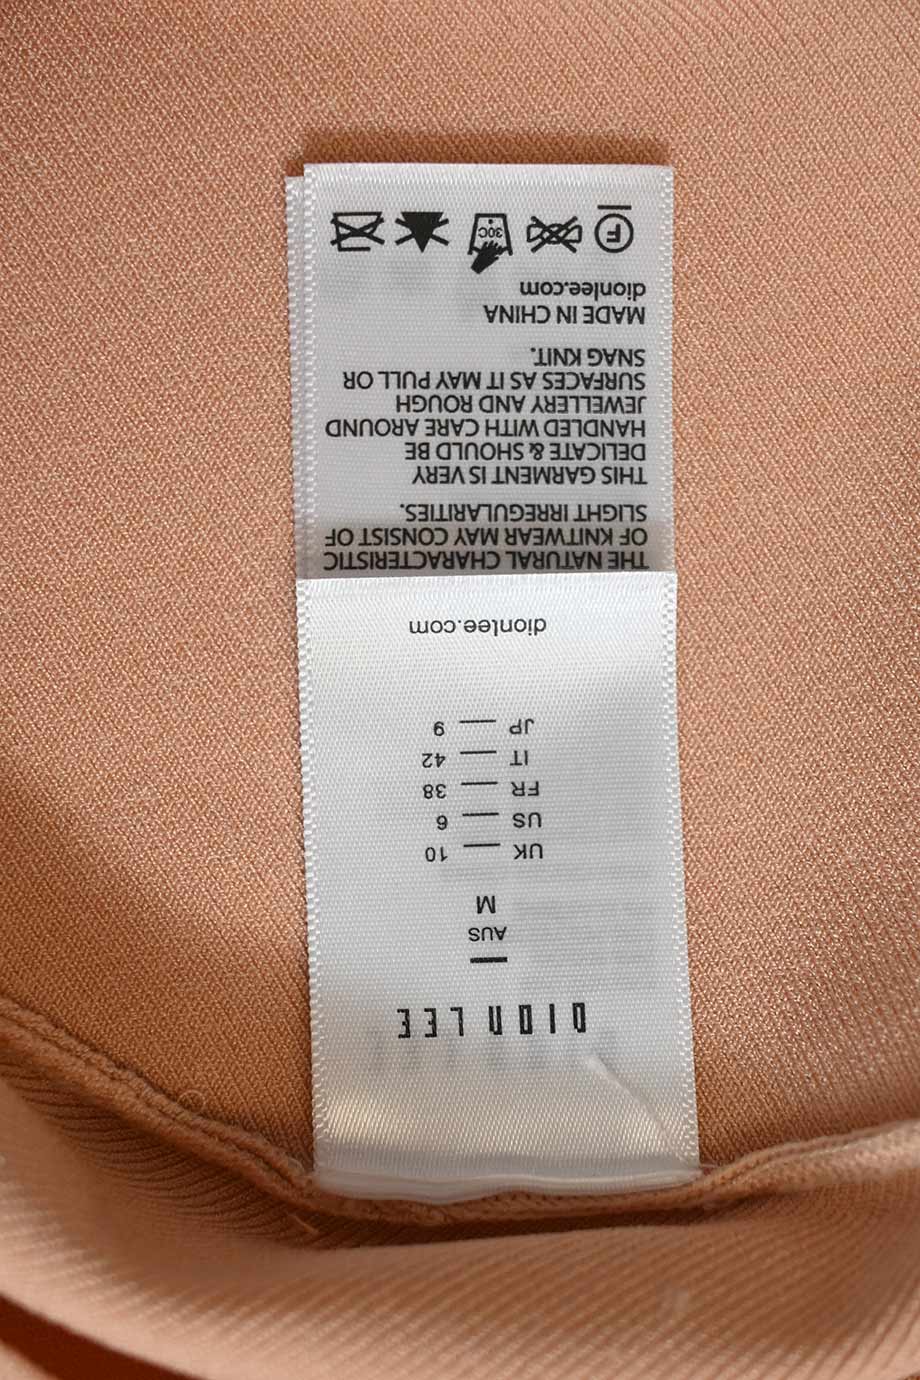 DION LEE
AUS
M
UK — 10
US — 6
FR — 38
IT — 42
JP — 9
dionlee.com
THE NATURAL CHARACTERISTIC
OF KNITWEAR MAY CONSIST OF
SLIGHT IRREGULARITIES.
THIS GARMENT IS VERY
DELICATE & SHOULD BE
HANDLED WITH CARE AROUND
JEWELLERY AND ROUGH
SURFACES AS IT MAY PULL OR
SNAG KNIT.
MADE IN CHINA
dionlee.com
F 30C